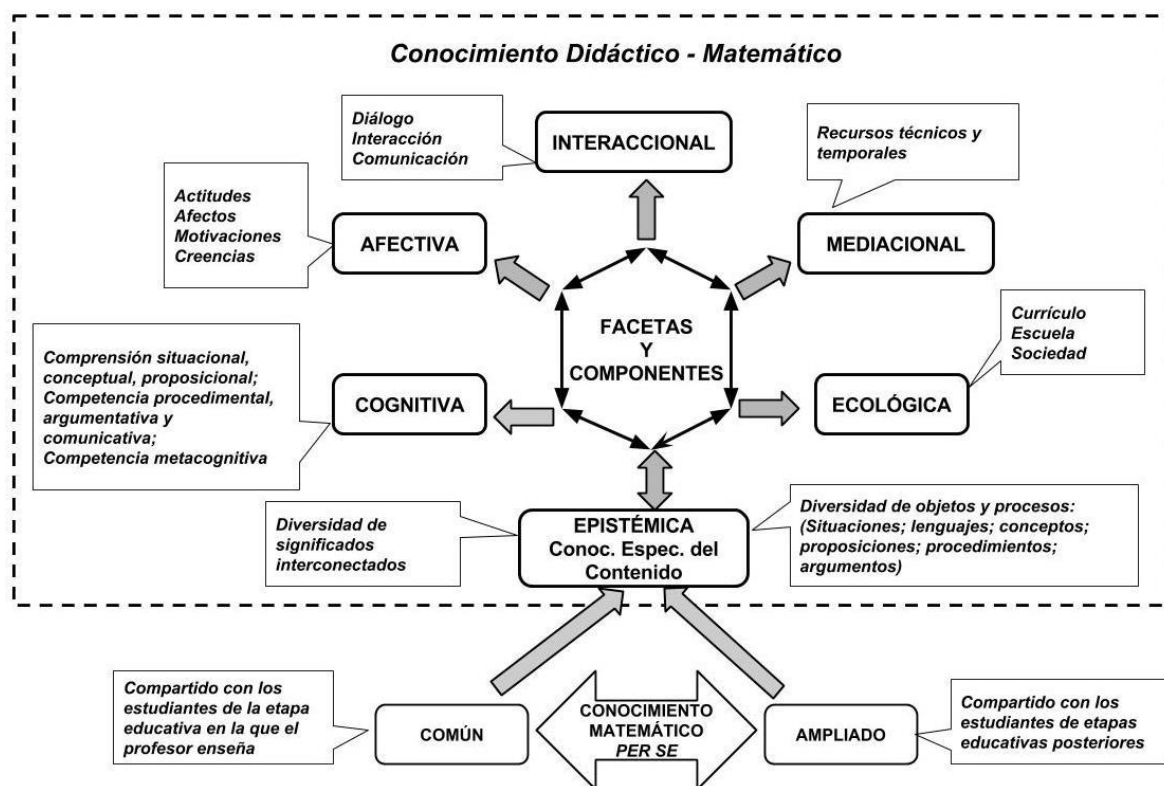 Conocimiento Didáctico - Matemático
Diálogo
Interacción
Comunicación
INTERACCIONAL
Recursos técnicos y
temporales
Actitudes
Afectos
Motivaciones
Creencias
AFECTIVA
MEDIACIONAL
FACETAS
Y
COMPONENTES
Currículo
Escuela
Sociedad
Comprensión situacional,
conceptual, proposicional;
Competencia procedimental,
argumentativa y
comunicativa;
Competencia metacognitiva
COGNITIVA
ECOLÓGICA
Diversidad de
significados
interconectados
EPISTÉMICA
Conoc. Espec. del
Contenido
Diversidad de objetos y procesos:
(Situaciones; lenguajes; conceptos;
proposiciones; procedimientos;
argumentos)
Compartido con los
estudiantes de la etapa
educativa en la que el
profesor enseña
COMÚN
CONOCIMIENTO
MATEMÁTICO
PER SE
AMPLIADO
Compartido con los
estudiantes de etapas
educativas posteriores